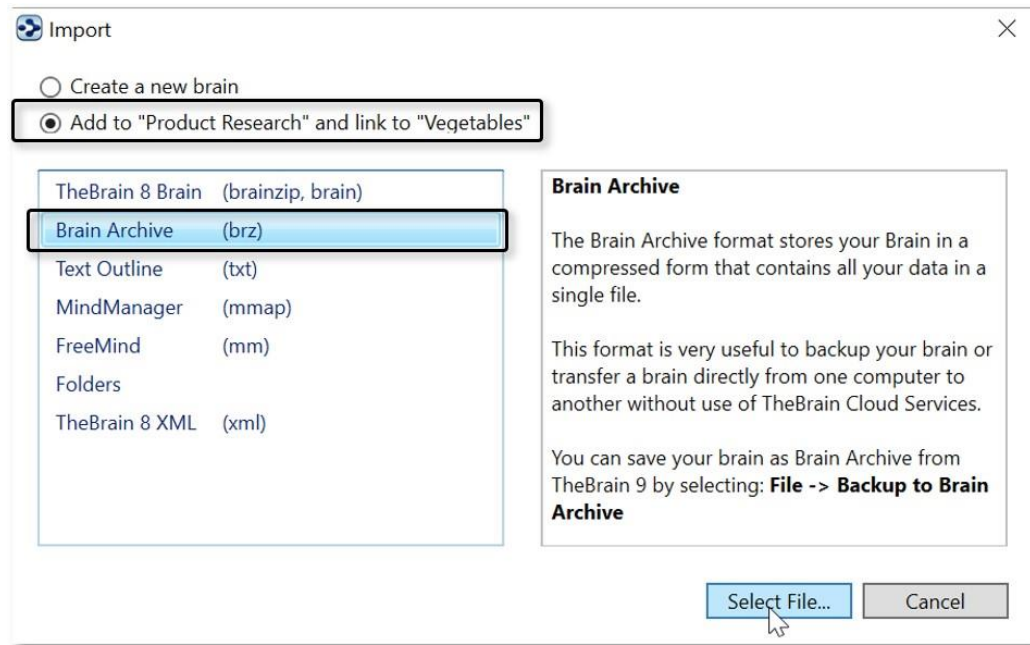 Import
Create a new brain
Add to "Product Research" and link to "Vegetables"
TheBrain 8 Brain (brainzip, brain)
Brain Archive (brz)
Text Outline (txt)
MindManager (mmap)
FreeMind (mm)
Folders
TheBrain 8 XML (xml)
Brain Archive
The Brain Archive format stores your Brain in a
compressed form that contains all your data in a
single file.
This format is very useful to backup your brain or
transfer a brain directly from one computer to
another without use of TheBrain Cloud Services.
You can save your brain as Brain Archive from
TheBrain 9 by selecting: File -> Backup to Brain
Archive
Select File...
Cancel